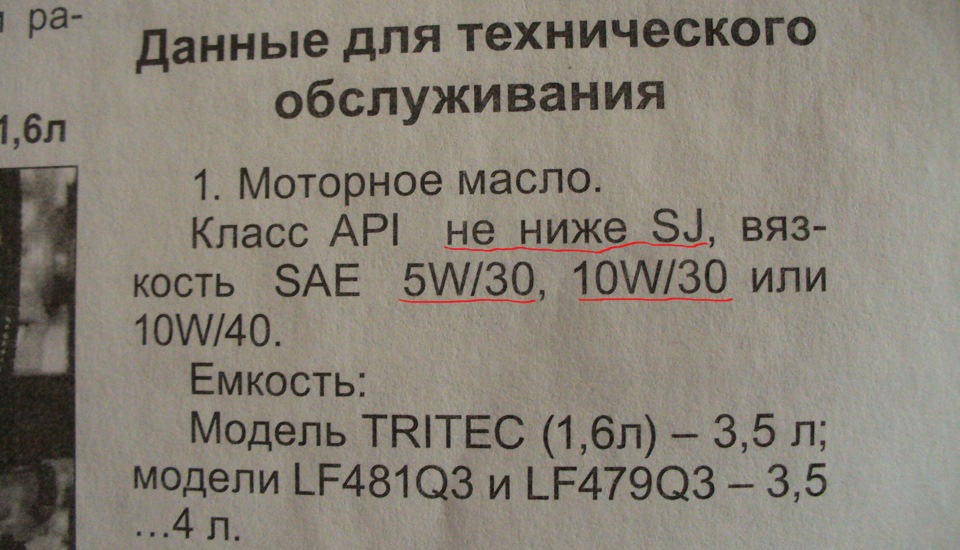 ра-
Данные для технического
обслуживания
1,6л
1. Моторное масло.
Класс API не ниже SJ, вяз-
кость SAE 5W/30, 10W/30 или
10W/40.
Емкость:
Модель TRITEC (1,6л) – 3,5 л;
модели LF481Q3 и LF479Q3 – 3,5
...4 л.